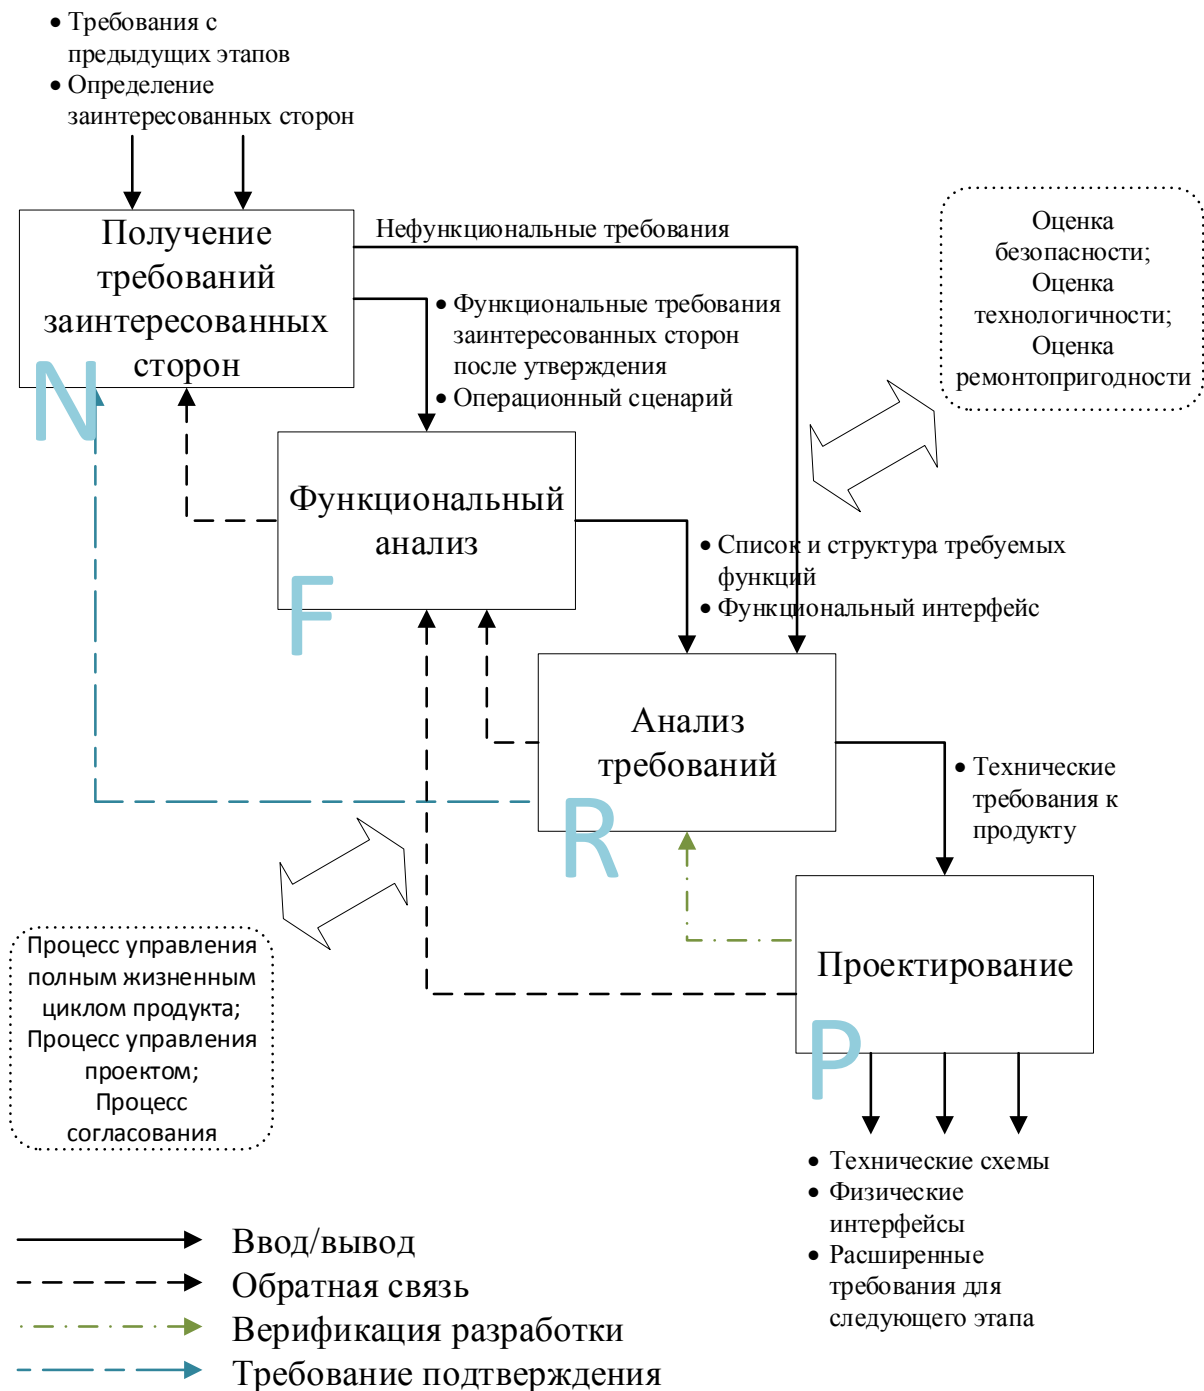 • Требования с
предыдущих этапов
• Определение
заинтересованных сторон
Получение
требований
заинтересованных
сторон
N
Нефункциональные требования
• Функциональные требования
заинтересованных сторон
после утверждения
• Операционный сценарий
Оценка
безопасности;
Оценка
технологичности;
Оценка
ремонтопригодности
Функциональный
анализ
F
• Список и структура требуемых
функций
• Функциональный интерфейс
Анализ
требований
R
• Технические
требования к
продукту
Проектирование
P
Процесс управления
полным жизненным
циклом продукта;
Процесс управления
проектом;
Процесс
согласования
• Технические схемы
• Физические
интерфейсы
• Расширенные
требования для
следующего этапа
Ввод/вывод
Обратная связь
Верификация разработки
Требование подтверждения